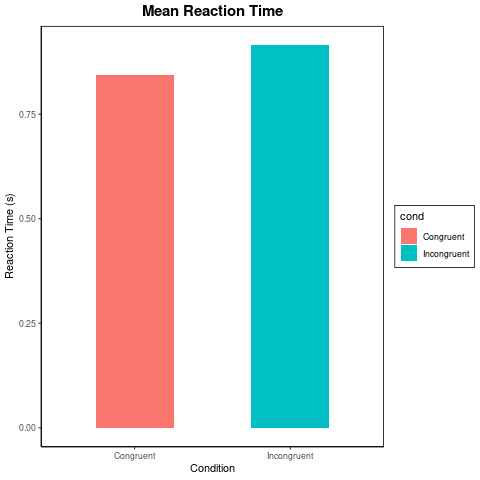 Mean Reaction Time
Reaction Time (s)
0.75
0.50
0.25
0.00
Congruent
Incongruent
Condition
cond
Congruent
Incongruent